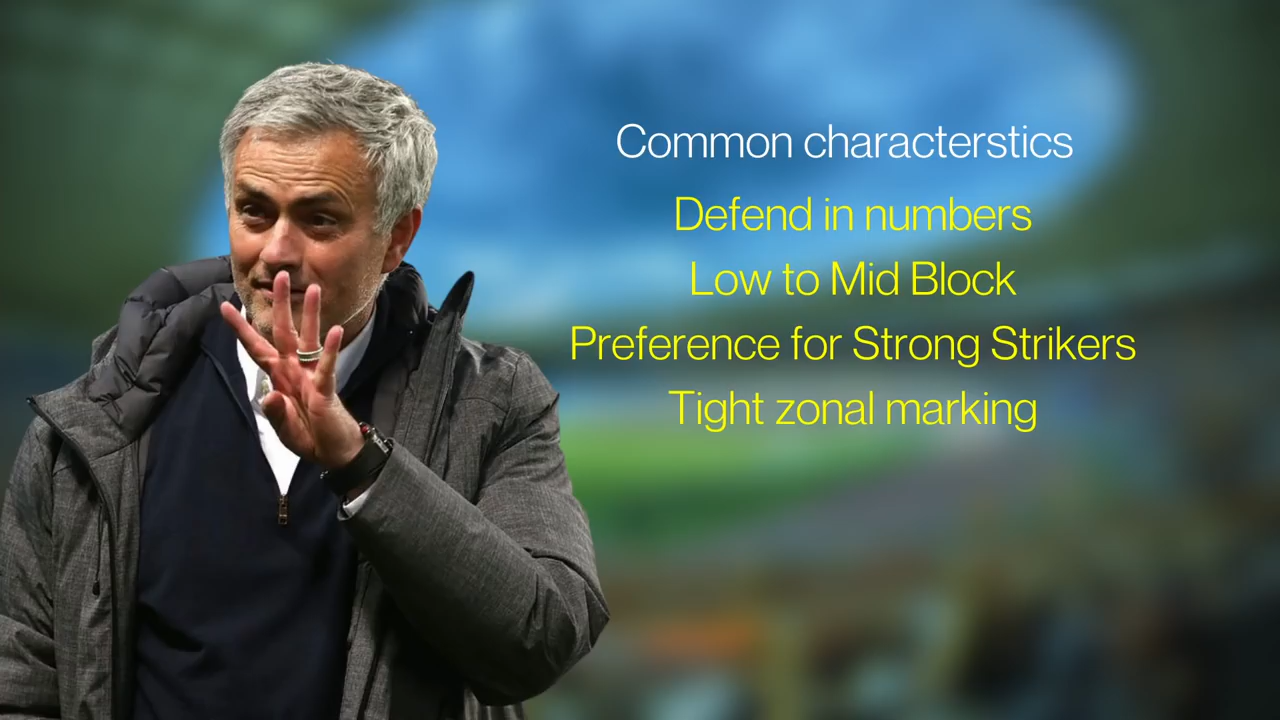 Common characterstics
Defend in numbers
Low to Mid Block
Preference for Strong Strikers
Tight zonal marking